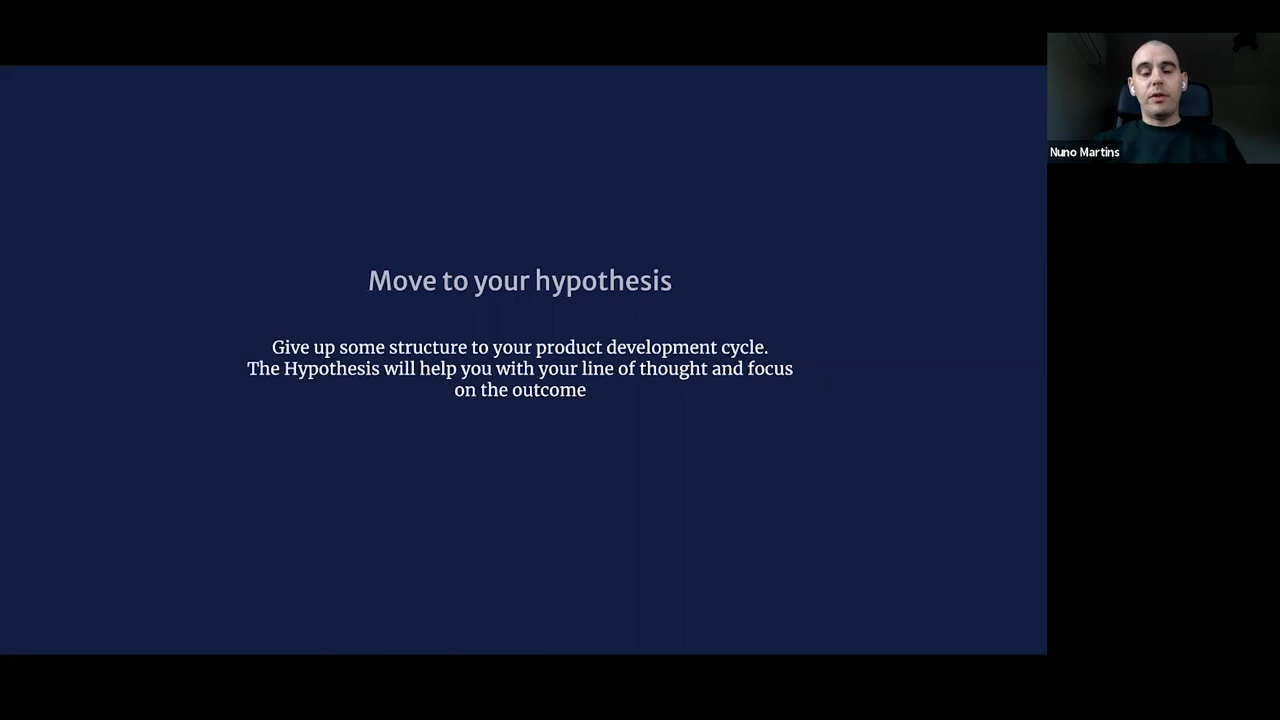 Move to your hypothesis
Give up some structure to your product development cycle.
The Hypothesis will help you with your line of thought and focus
on the outcome
Nuno Martins